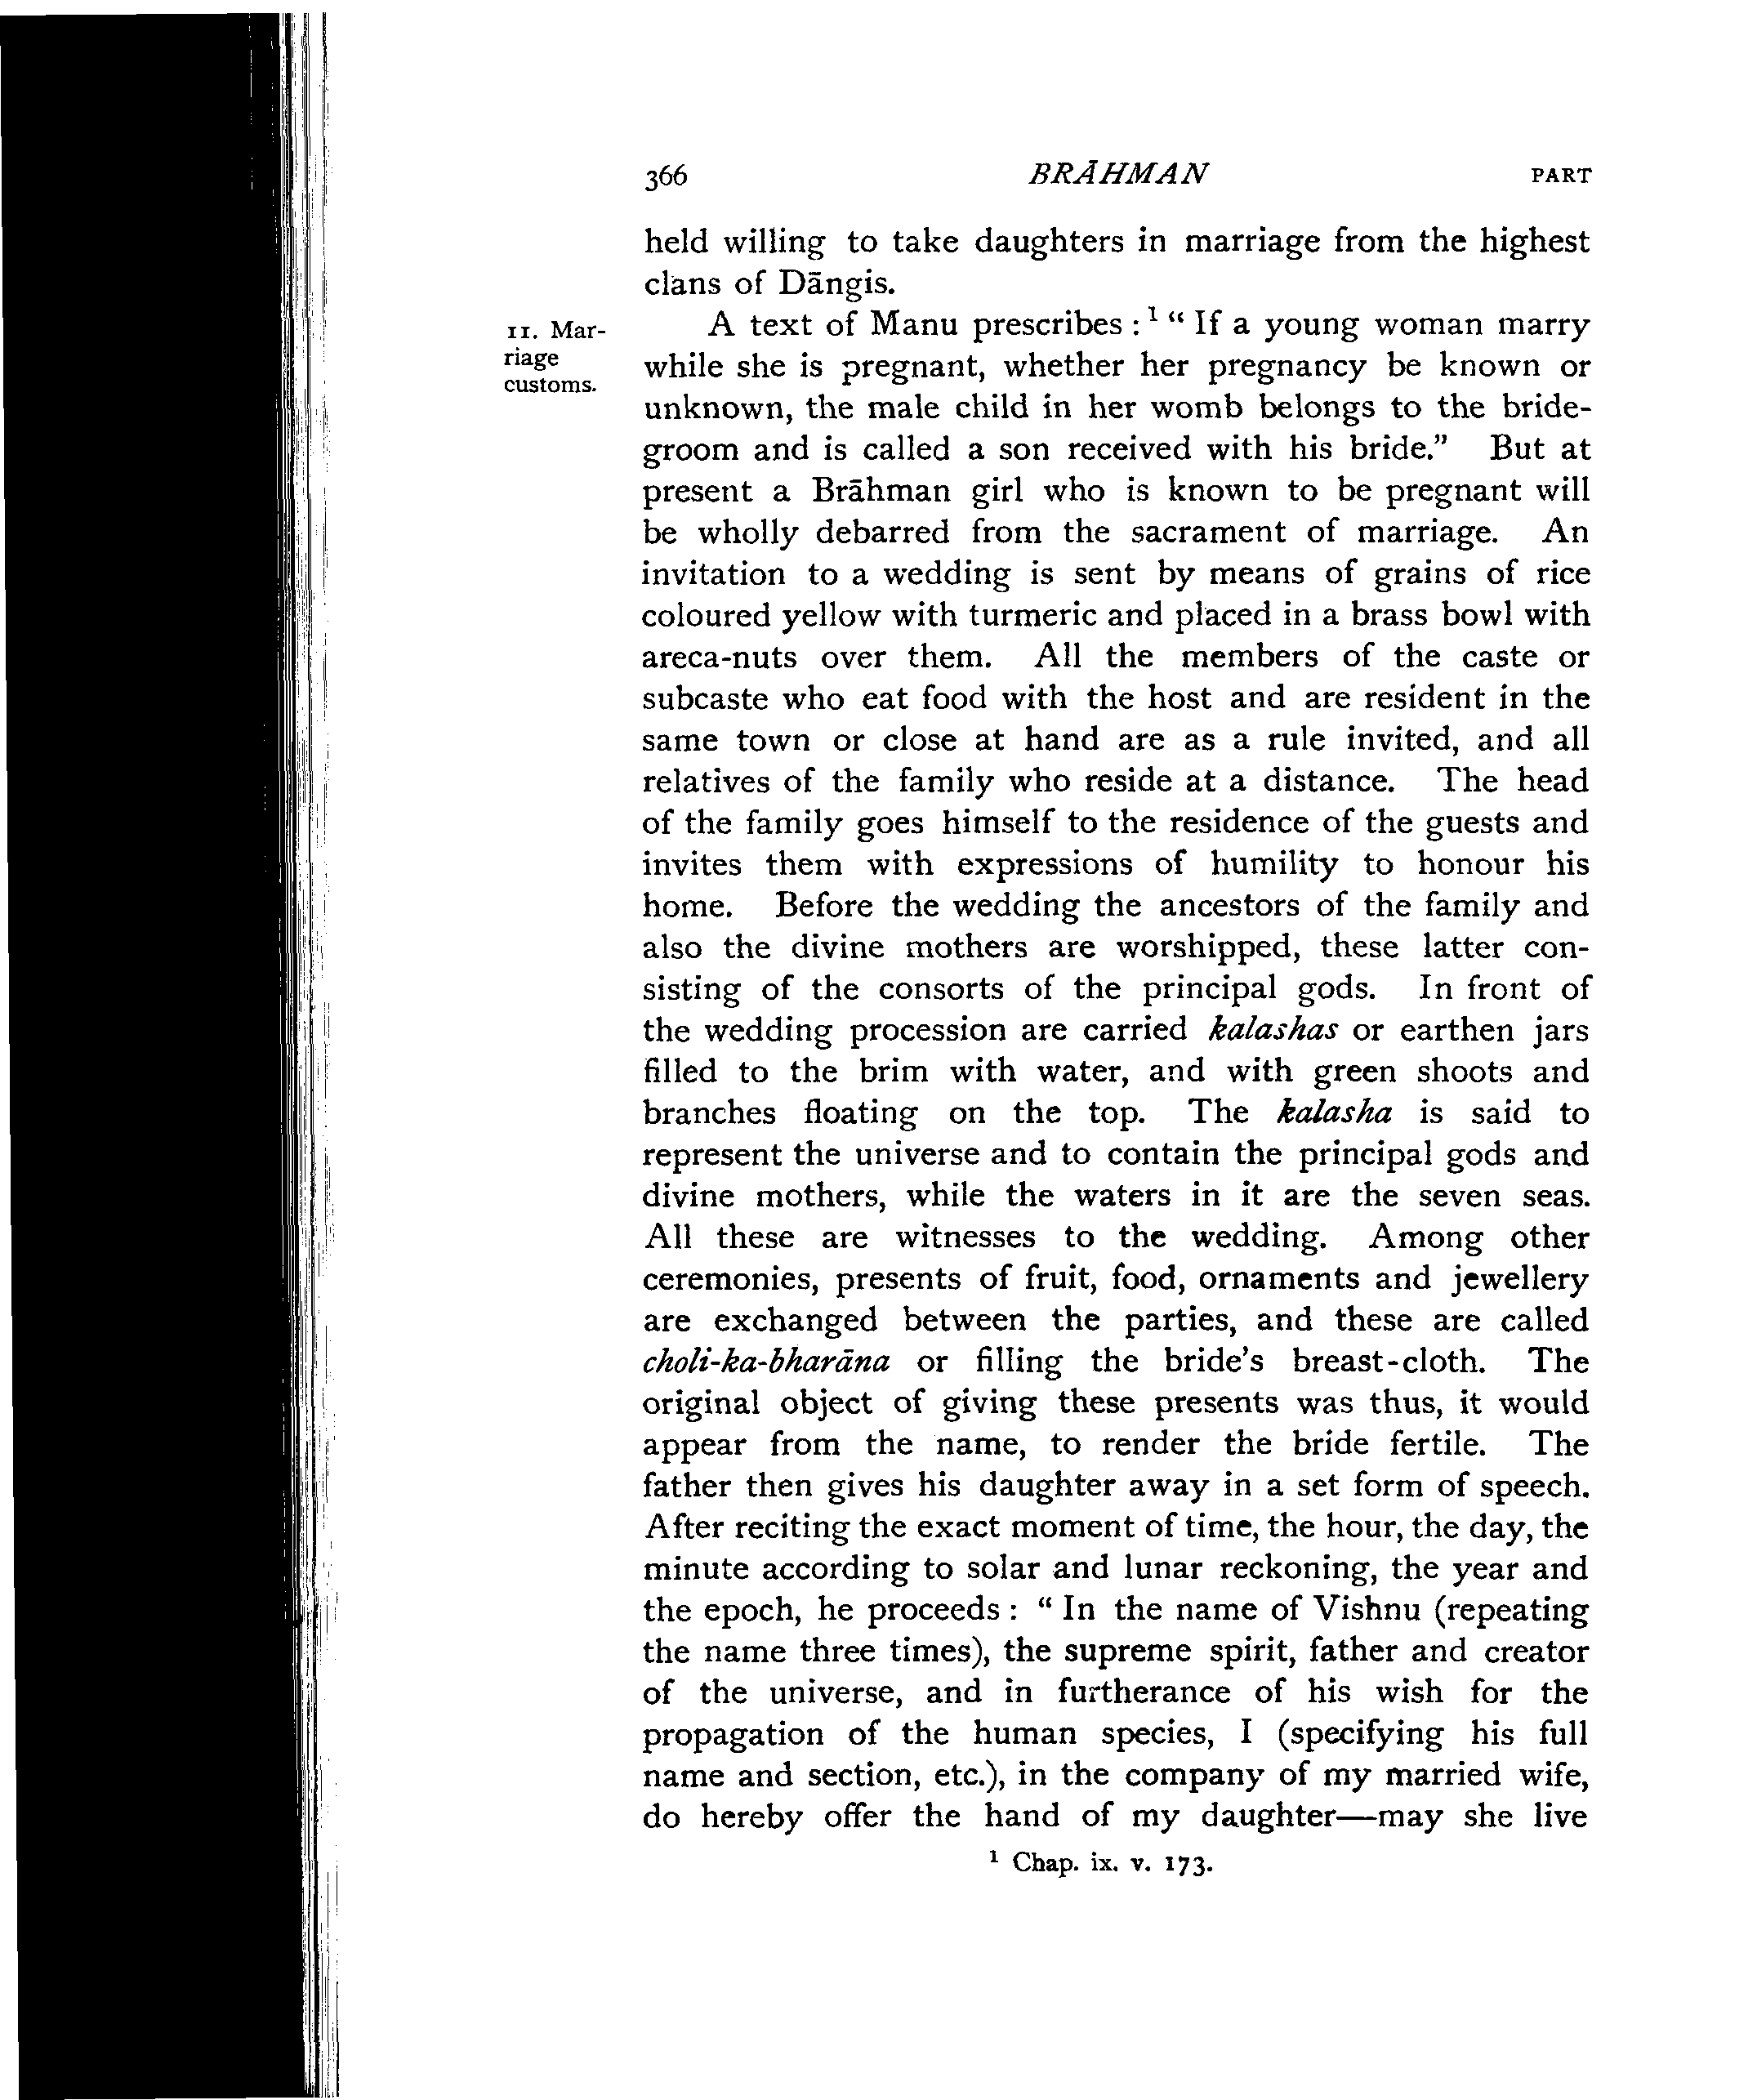 366 BRĀHMAN PART
held willing to take daughters in marriage from the highest
clans of Dāngis.
11. Mar-
riage
customs.
A text of Manu prescribes :¹ “ If a young woman marry
while she is pregnant, whether her pregnancy be known or
unknown, the male child in her womb belongs to the bride-
groom and is called a son received with his bride.” But at
present a Brāhman girl who is known to be pregnant will
be wholly debarred from the sacrament of marriage. An
invitation to a wedding is sent by means of grains of rice
coloured yellow with turmeric and placed in a brass bowl with
areca-nuts over them. All the members of the caste or
subcaste who eat food with the host and are resident in the
same town or close at hand are as a rule invited, and all
relatives of the family who reside at a distance. The head
of the family goes himself to the residence of the guests and
invites them with expressions of humility to honour his
home. Before the wedding the ancestors of the family and
also the divine mothers are worshipped, these latter con-
sisting of the consorts of the principal gods. In front of
the wedding procession are carried kalashas or earthen jars
filled to the brim with water, and with green shoots and
branches floating on the top. The kalasha is said to
represent the universe and to contain the principal gods and
divine mothers, while the waters in it are the seven seas.
All these are witnesses to the wedding. Among other
ceremonies, presents of fruit, food, ornaments and jewellery
are exchanged between the parties, and these are called
choli-ka-bharāna or filling the bride's breast-cloth. The
original object of giving these presents was thus, it would
appear from the name, to render the bride fertile. The
father then gives his daughter away in a set form of speech.
After reciting the exact moment of time, the hour, the day, the
minute according to solar and lunar reckoning, the year and
the epoch, he proceeds : “ In the name of Vishnu (repeating
the name three times), the supreme spirit, father and creator
of the universe, and in furtherance of his wish for the
propagation of the human species, I (specifying his full
name and section, etc.), in the company of my married wife,
do hereby offer the hand of my daughter—may she live
¹ Chap. ix. v. 173.